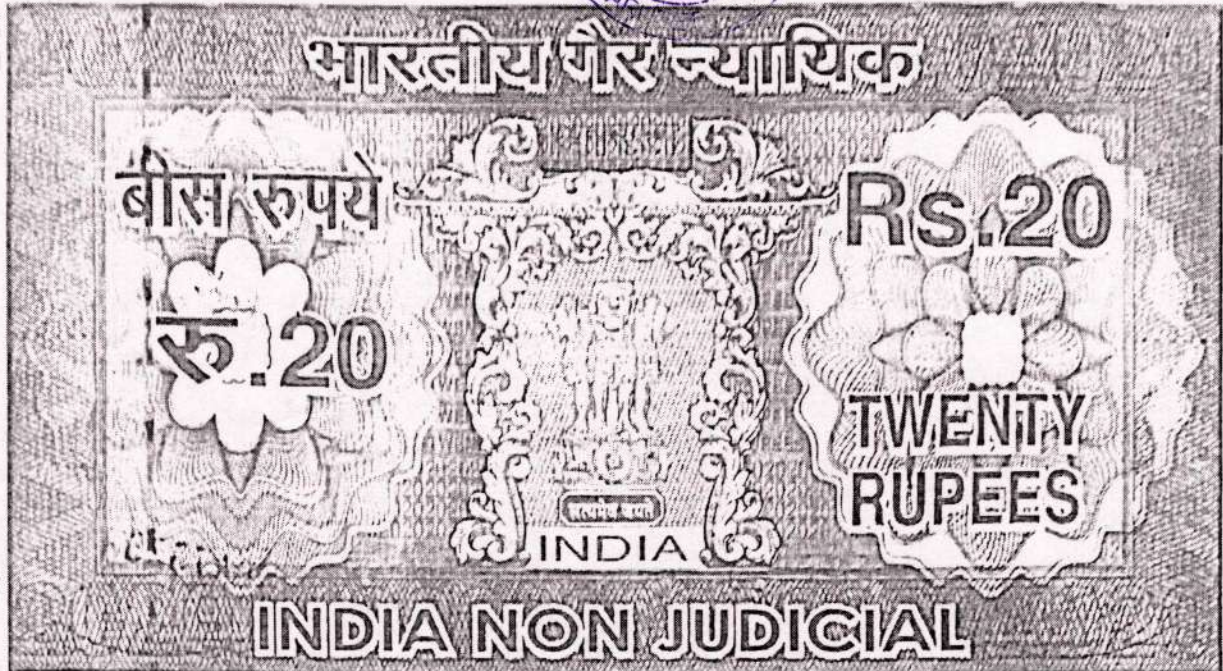 भारतीय गैर न्यायिक
बीस रुपये
रु.20
Rs.20
TWENTY
RUPEES
सत्यमेव जयते
INDIA
INDIA NON JUDICIAL